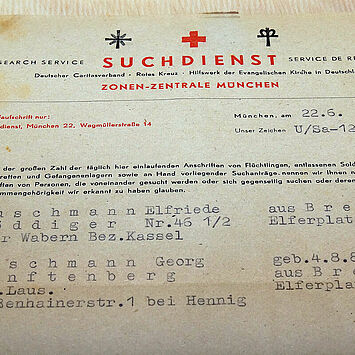 SEARCH SERVICE SUCHDIENST SERVICE DE RE
Deutscher Caritasverband · Rotes Kreuz · Hilfswerk der Evangelischen Kirche in Deutschl
ZONEN-ZENTRALE MÜNCHEN
aufschrift nur:
dienst, München 22, Wagmüllerstraße 14
München, am 22.6.
Unser Zeichen U/Sa-12
der großen Zahl der täglich hier einlaufenden Anschriften von Flüchtlingen, entlassenen Sold
retten und Gefangenenlagern sowie an Hand vorliegender Suchanträge nennen wir Ihnen n
ften von Personen, die voneinander gesucht werden oder sich gegenseitig suchen oder deren
mmengehörigkeit wir erkannt zu haben glauben.
schmann Elfriede aus Bre
ddiger Nr.46 1/2 Elferplat
r Wabern Bez.Kassel
schmann Georg geb.4.8.8
nftenberg aus Br
.Laus. Elferplat
ßenhainerstr.1 bei Hennig